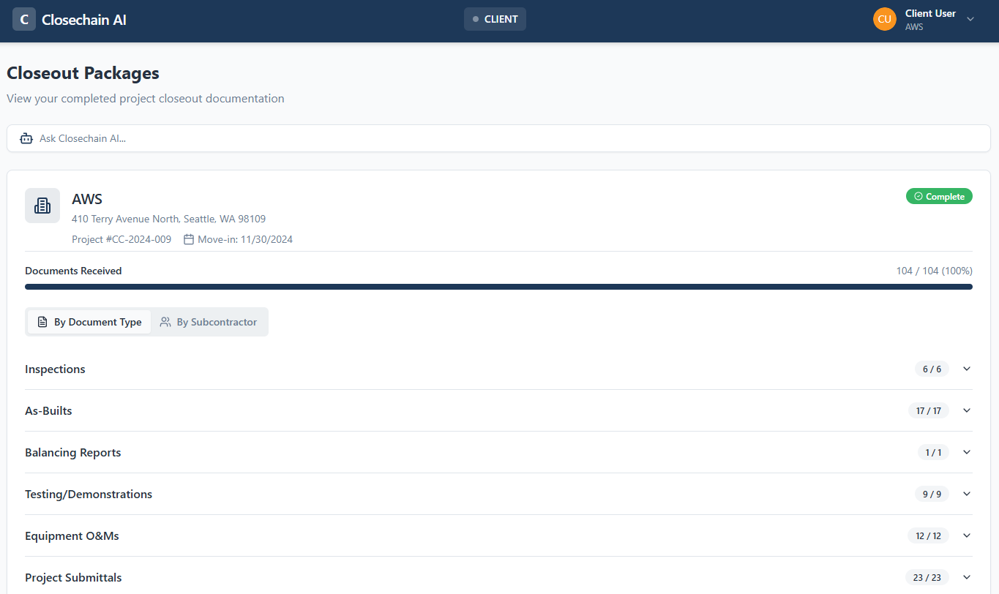 C Closechain AI
CLIENT
CU Client User
AWS
Closeout Packages
View your completed project closeout documentation
Ask Closechain AI...
AWS
Complete
410 Terry Avenue North, Seattle, WA 98109
Project #CC-2024-009 Move-in: 11/30/2024
Documents Received 104 / 104 (100%)
By Document Type By Subcontractor
Inspections 6 / 6
As-Builts 17 / 17
Balancing Reports 1 / 1
Testing/Demonstrations 9 / 9
Equipment O&Ms 12 / 12
Project Submittals 23 / 23